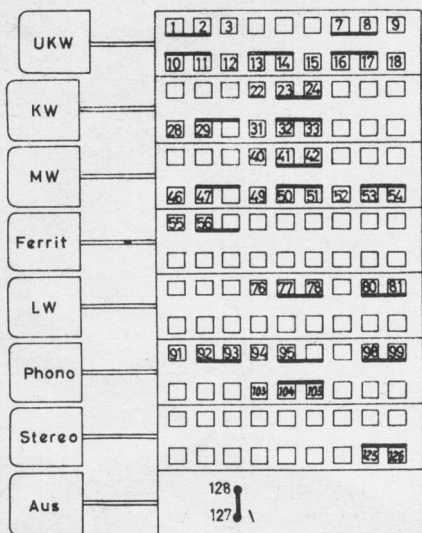 1 2 3 7 8 9
UKW
10 11 12 13 14 15 16 17 18
22 23 24
KW
28 29 31 32 33
40 41 42
MW
46 47 49 50 51 52 53 54
55 56
Ferrit
76 77 78 80 81
LW
91 92 93 94 95 98 99
Phono
103 104 105
Stereo
125 126
128
Aus
127